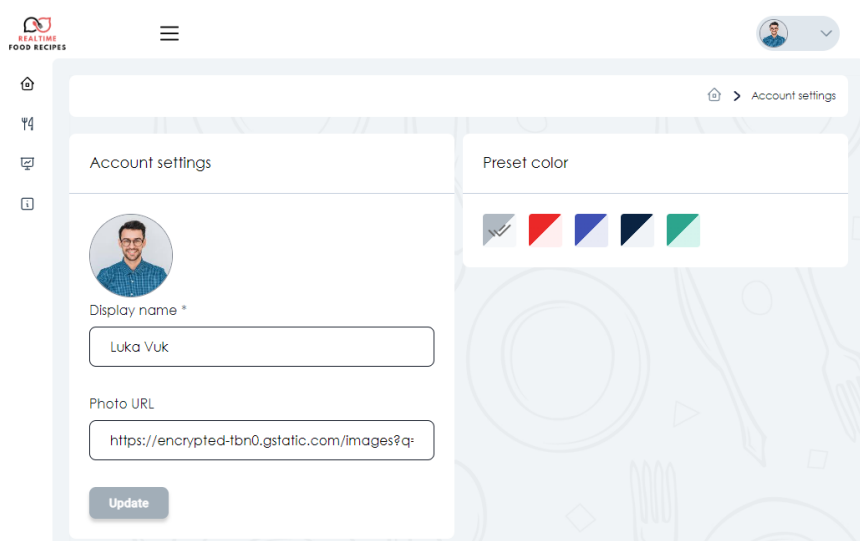 REALTIME
FOOD RECIPES
Account settings
Account settings
Preset color
Display name *
Luka Vuk
Photo URL
https://encrypted-tbn0.gstatic.com/images?q=
Update